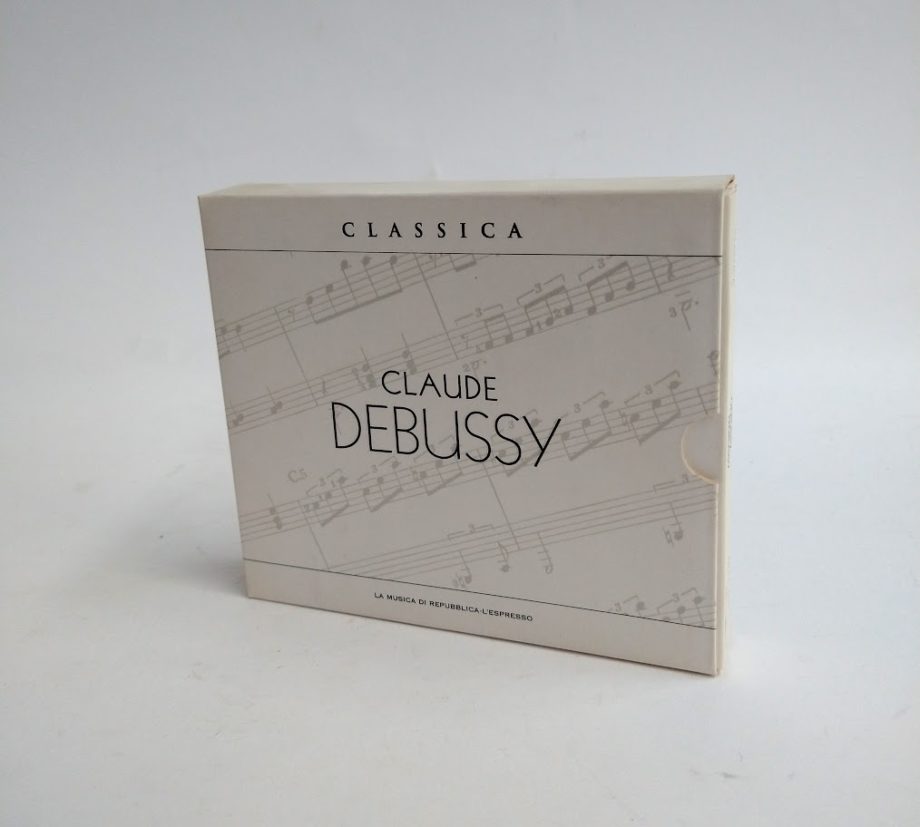 CLASSICA
CLAUDE
DEBUSSY
LA MUSICA DI REPUBBLICA-L'ESPRESSO